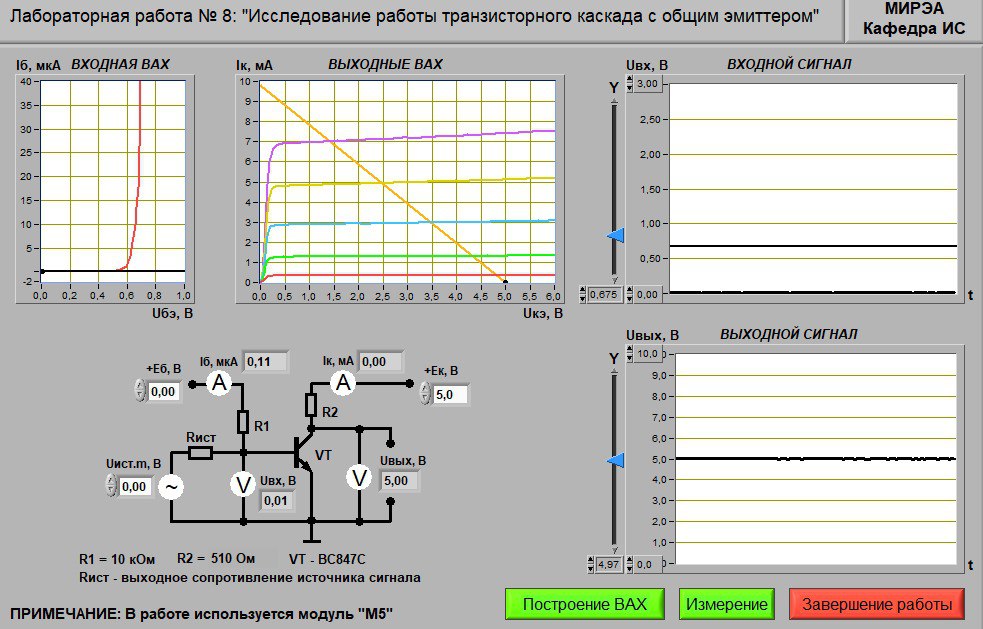 Лабораторная работа № 8: "Исследование работы транзисторного каскада с общим эмиттером"
МИРЭА
Кафедра ИС
Iб, мкА ВХОДНАЯ ВАХ
40
35
30
25
20
15
10
5
-2
0,0 0,2 0,4 0,6 0,8 1,0
Uбэ, В
Iк, мА ВЫХОДНЫЕ ВАХ
10
9
8
7
6
5
4
3
2
1
0
0,0 0,5 1,0 1,5 2,0 2,5 3,0 3,5 4,0 4,5 5,0 5,5 6,0
Uкэ, В
Uвх, В ВХОДНОЙ СИГНАЛ
Y
3,00
2,50
2,00
1,50
1,00
0,50
0,675 0,00
t
Uвых, В ВЫХОДНОЙ СИГНАЛ
Y
10,0
9,0
8,0
7,0
6,0
5,0
4,0
3,0
2,0
1,0
4,97 0,0
t
Iб, мкА 0,11
Iк, мА 0,00
+Еб, В
0,00
A
A
+Ек, В
5,0
R1
R2
Rист
VT
Uист.m, В
0,00
~
V
Uвх, В
0,01
V
Uвых, В
5,00
R1 = 10 кОм R2 = 510 Ом VT - BC847C
Rист - выходное сопротивление источника сигнала
ПРИМЕЧАНИЕ: В работе используется модуль "М5"
Построение ВАХ
Измерение
Завершение работы